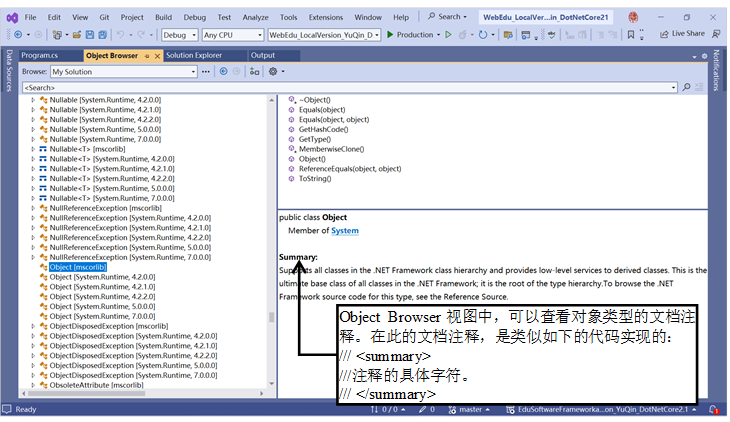 File Edit View Git Project Build Debug Test Analyze Tools Extensions Window Help Search WebEdu_LocalVer...in_DotNetCore21
Debug Any CPU WebEdu_LocalVersion_YuQin_D Production Live Share
Data Sources
Program.cs Object Browser Solution Explorer Output
Notifications
Browse: My Solution
<Search>
Nullable [System.Runtime, 4.2.0.0]
Nullable [System.Runtime, 4.2.1.0]
Nullable [System.Runtime, 4.2.2.0]
Nullable [System.Runtime, 5.0.0.0]
Nullable [System.Runtime, 7.0.0.0]
Nullable<T> [mscorlib]
Nullable<T> [System.Runtime, 4.2.0.0]
Nullable<T> [System.Runtime, 4.2.1.0]
Nullable<T> [System.Runtime, 4.2.2.0]
Nullable<T> [System.Runtime, 5.0.0.0]
Nullable<T> [System.Runtime, 7.0.0.0]
NullReferenceException [mscorlib]
NullReferenceException [System.Runtime, 4.2.0.0]
NullReferenceException [System.Runtime, 4.2.1.0]
NullReferenceException [System.Runtime, 4.2.2.0]
NullReferenceException [System.Runtime, 5.0.0.0]
NullReferenceException [System.Runtime, 7.0.0.0]
Object [mscorlib]
Object [System.Runtime, 4.2.0.0]
Object [System.Runtime, 4.2.1.0]
Object [System.Runtime, 4.2.2.0]
Object [System.Runtime, 5.0.0.0]
Object [System.Runtime, 7.0.0.0]
ObjectDisposedException [mscorlib]
ObjectDisposedException [System.Runtime, 4.2.0.0]
ObjectDisposedException [System.Runtime, 4.2.1.0]
ObjectDisposedException [System.Runtime, 4.2.2.0]
ObjectDisposedException [System.Runtime, 5.0.0.0]
ObjectDisposedException [System.Runtime, 7.0.0.0]
ObsoleteAttribute [mscorlib]
~Object()
Equals(object)
Equals(object, object)
GetHashCode()
GetType()
MemberwiseClone()
Object()
ReferenceEquals(object, object)
ToString()
public class Object
Member of System
Summary:
Supports all classes in the .NET Framework class hierarchy and provides low-level services to derived classes. This is the
ultimate base class of all classes in the .NET Framework; it is the root of the type hierarchy.To browse the .NET
Framework source code for this type, see the Reference Source.
Object Browser 视图中，可以查看对象类型的文档注
释。在此的文档注释，是类似如下的代码实现的：
/// <summary>
///注释的具体字符。
/// </summary>
Ready 0 / 0 0 master EduSoftwareFrameworka...on_YuQin_DotNetCore2.1 1